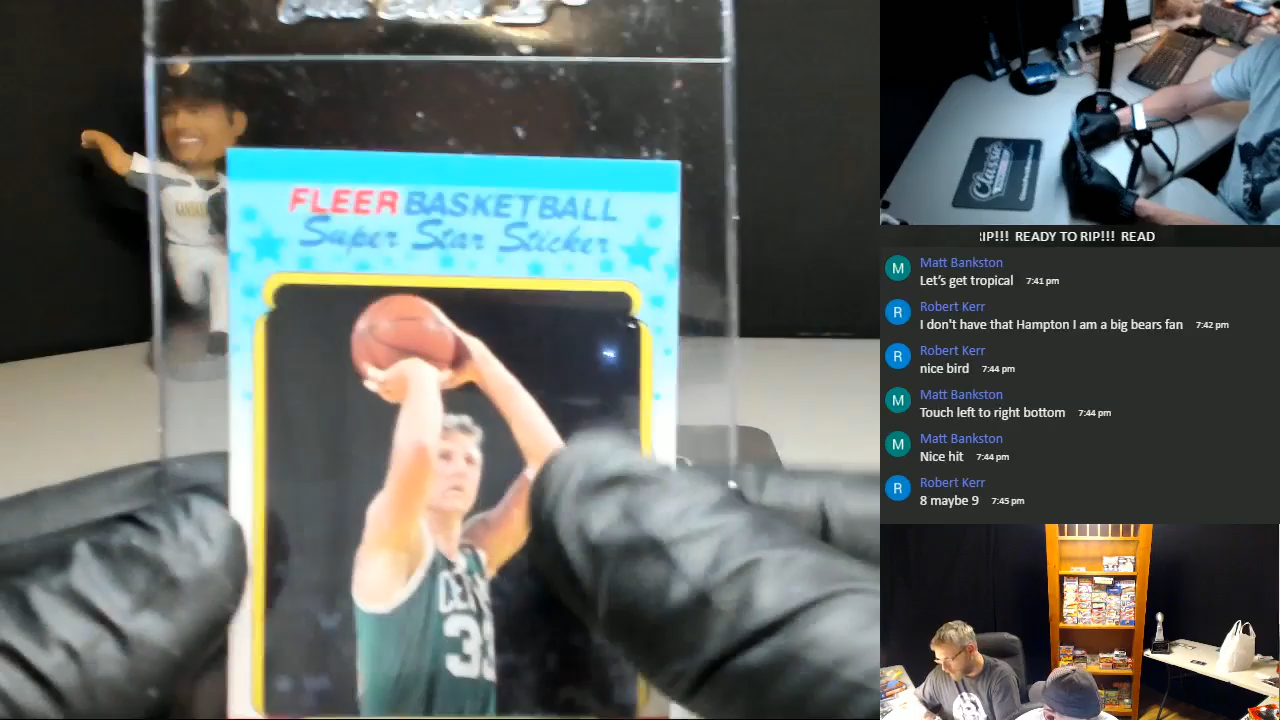 FLEER BASKETBALL
Super Star Sticker
33
Classic
IP!!! READY TO RIP!!! READ
M Matt Bankston
Let's get tropical 7:41 pm
R Robert Kerr
I don't have that Hampton I am a big bears fan 7:42 pm
R Robert Kerr
nice bird 7:44 pm
M Matt Bankston
Touch left to right bottom 7:44 pm
M Matt Bankston
Nice hit 7:44 pm
R Robert Kerr
8 maybe 9 7:45 pm